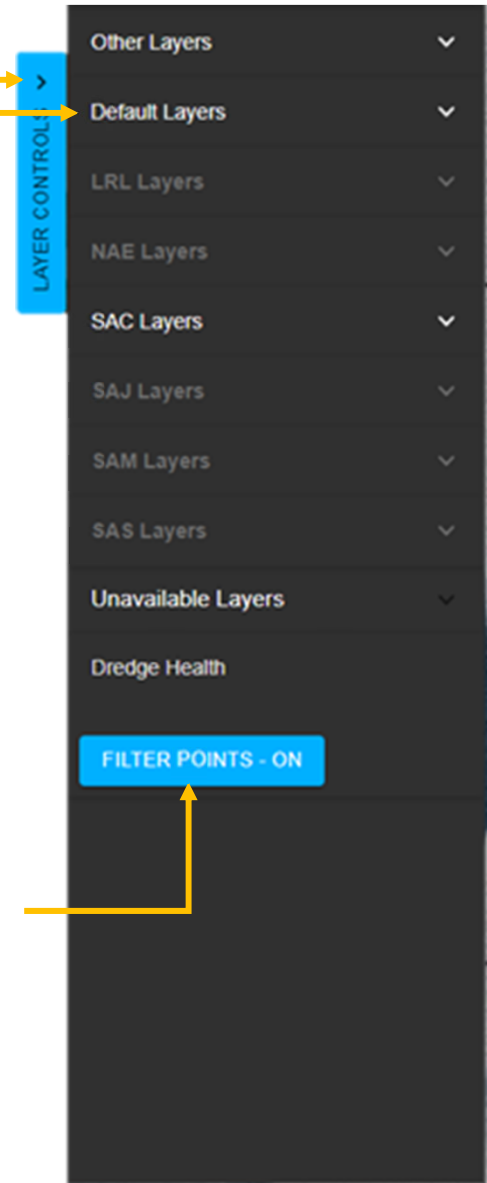 Other Layers
LAYER CONTROLS
Default Layers
LRL Layers
NAE Layers
SAC Layers
SAJ Layers
SAM Layers
SAS Layers
Unavailable Layers
Dredge Health
FILTER POINTS - ON